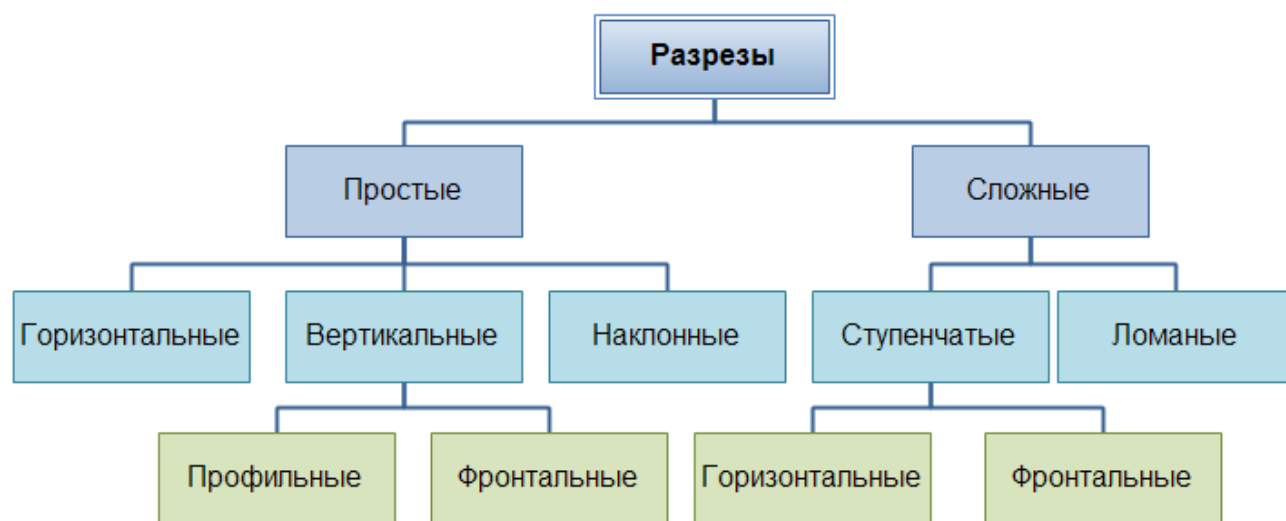 Разрезы
Простые
Сложные
Горизонтальные
Вертикальные
Наклонные
Ступенчатые
Ломаные
Профильные
Фронтальные
Горизонтальные
Фронтальные